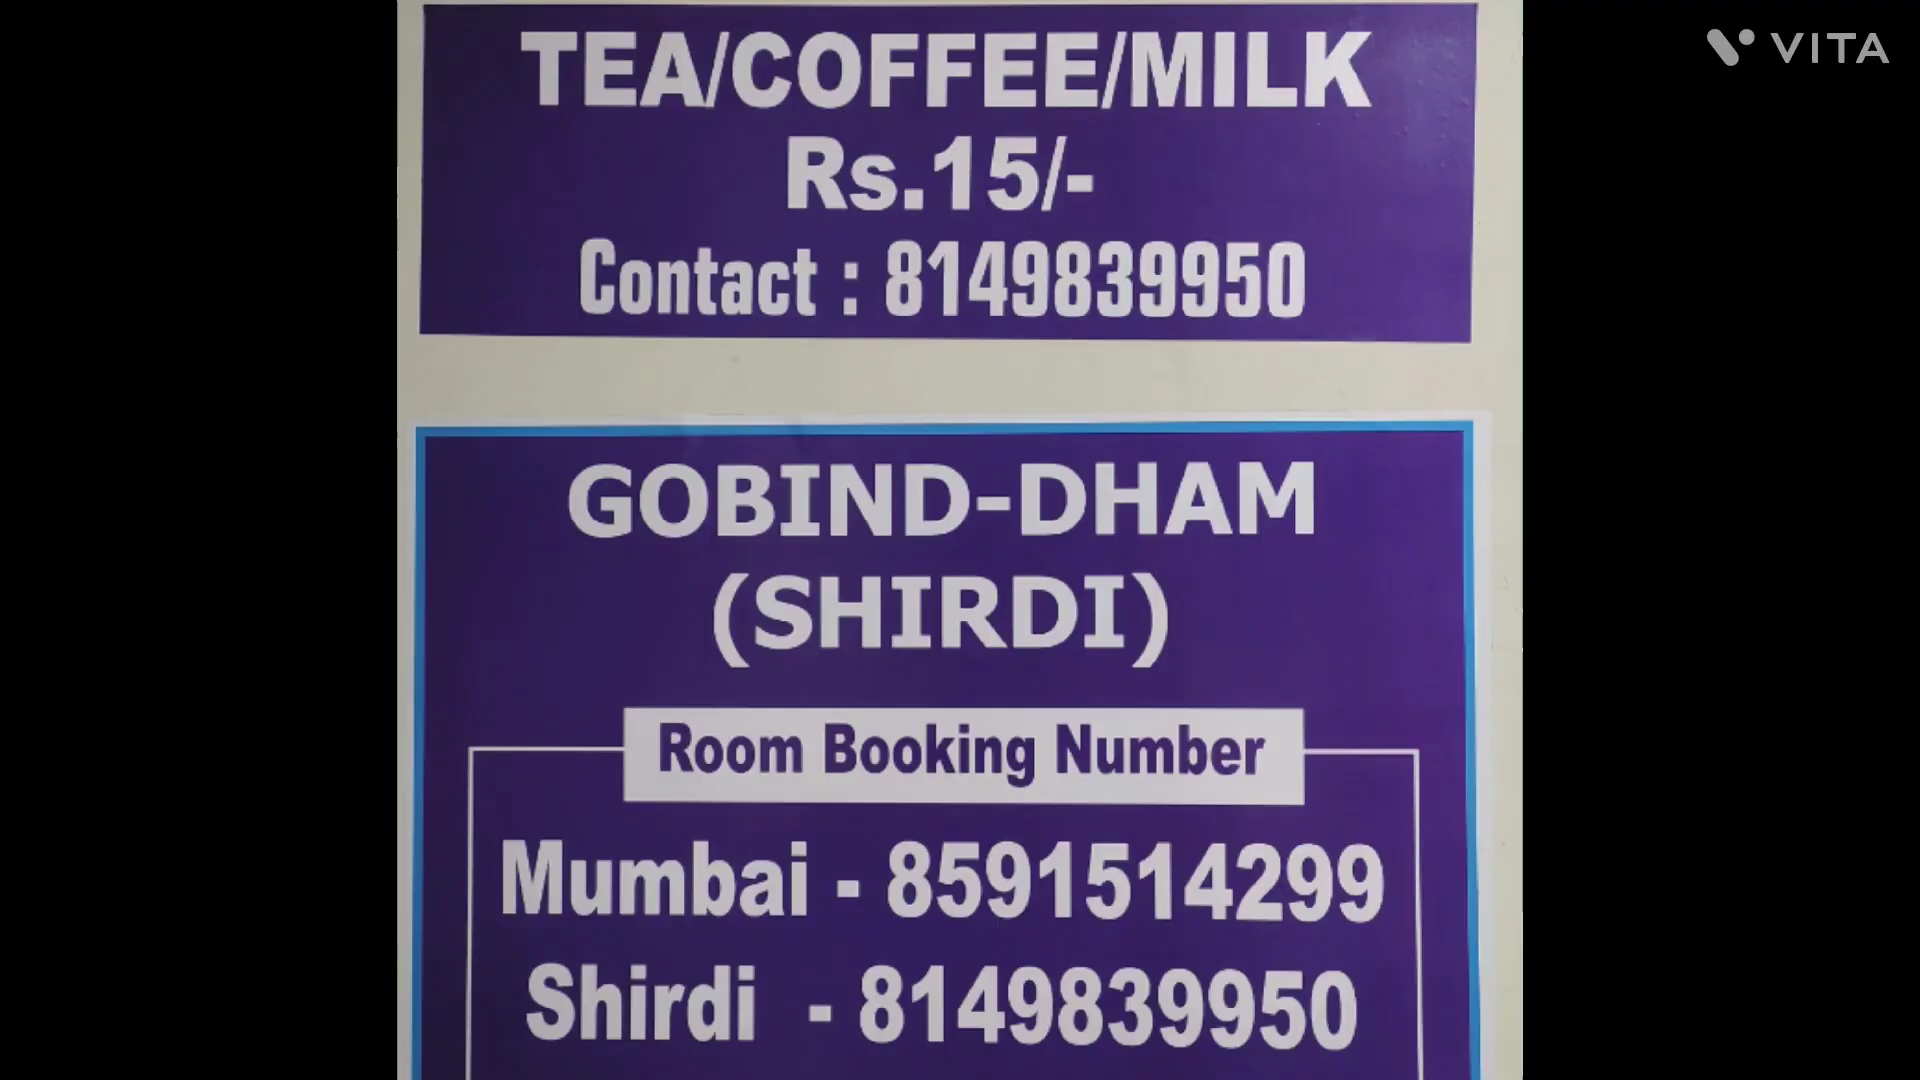 TEA/COFFEE/MILK
Rs.15/-
Contact : 8149839950
GOBIND-DHAM
(SHIRDI)
Room Booking Number
Mumbai - 8591514299
Shirdi - 8149839950
VITA